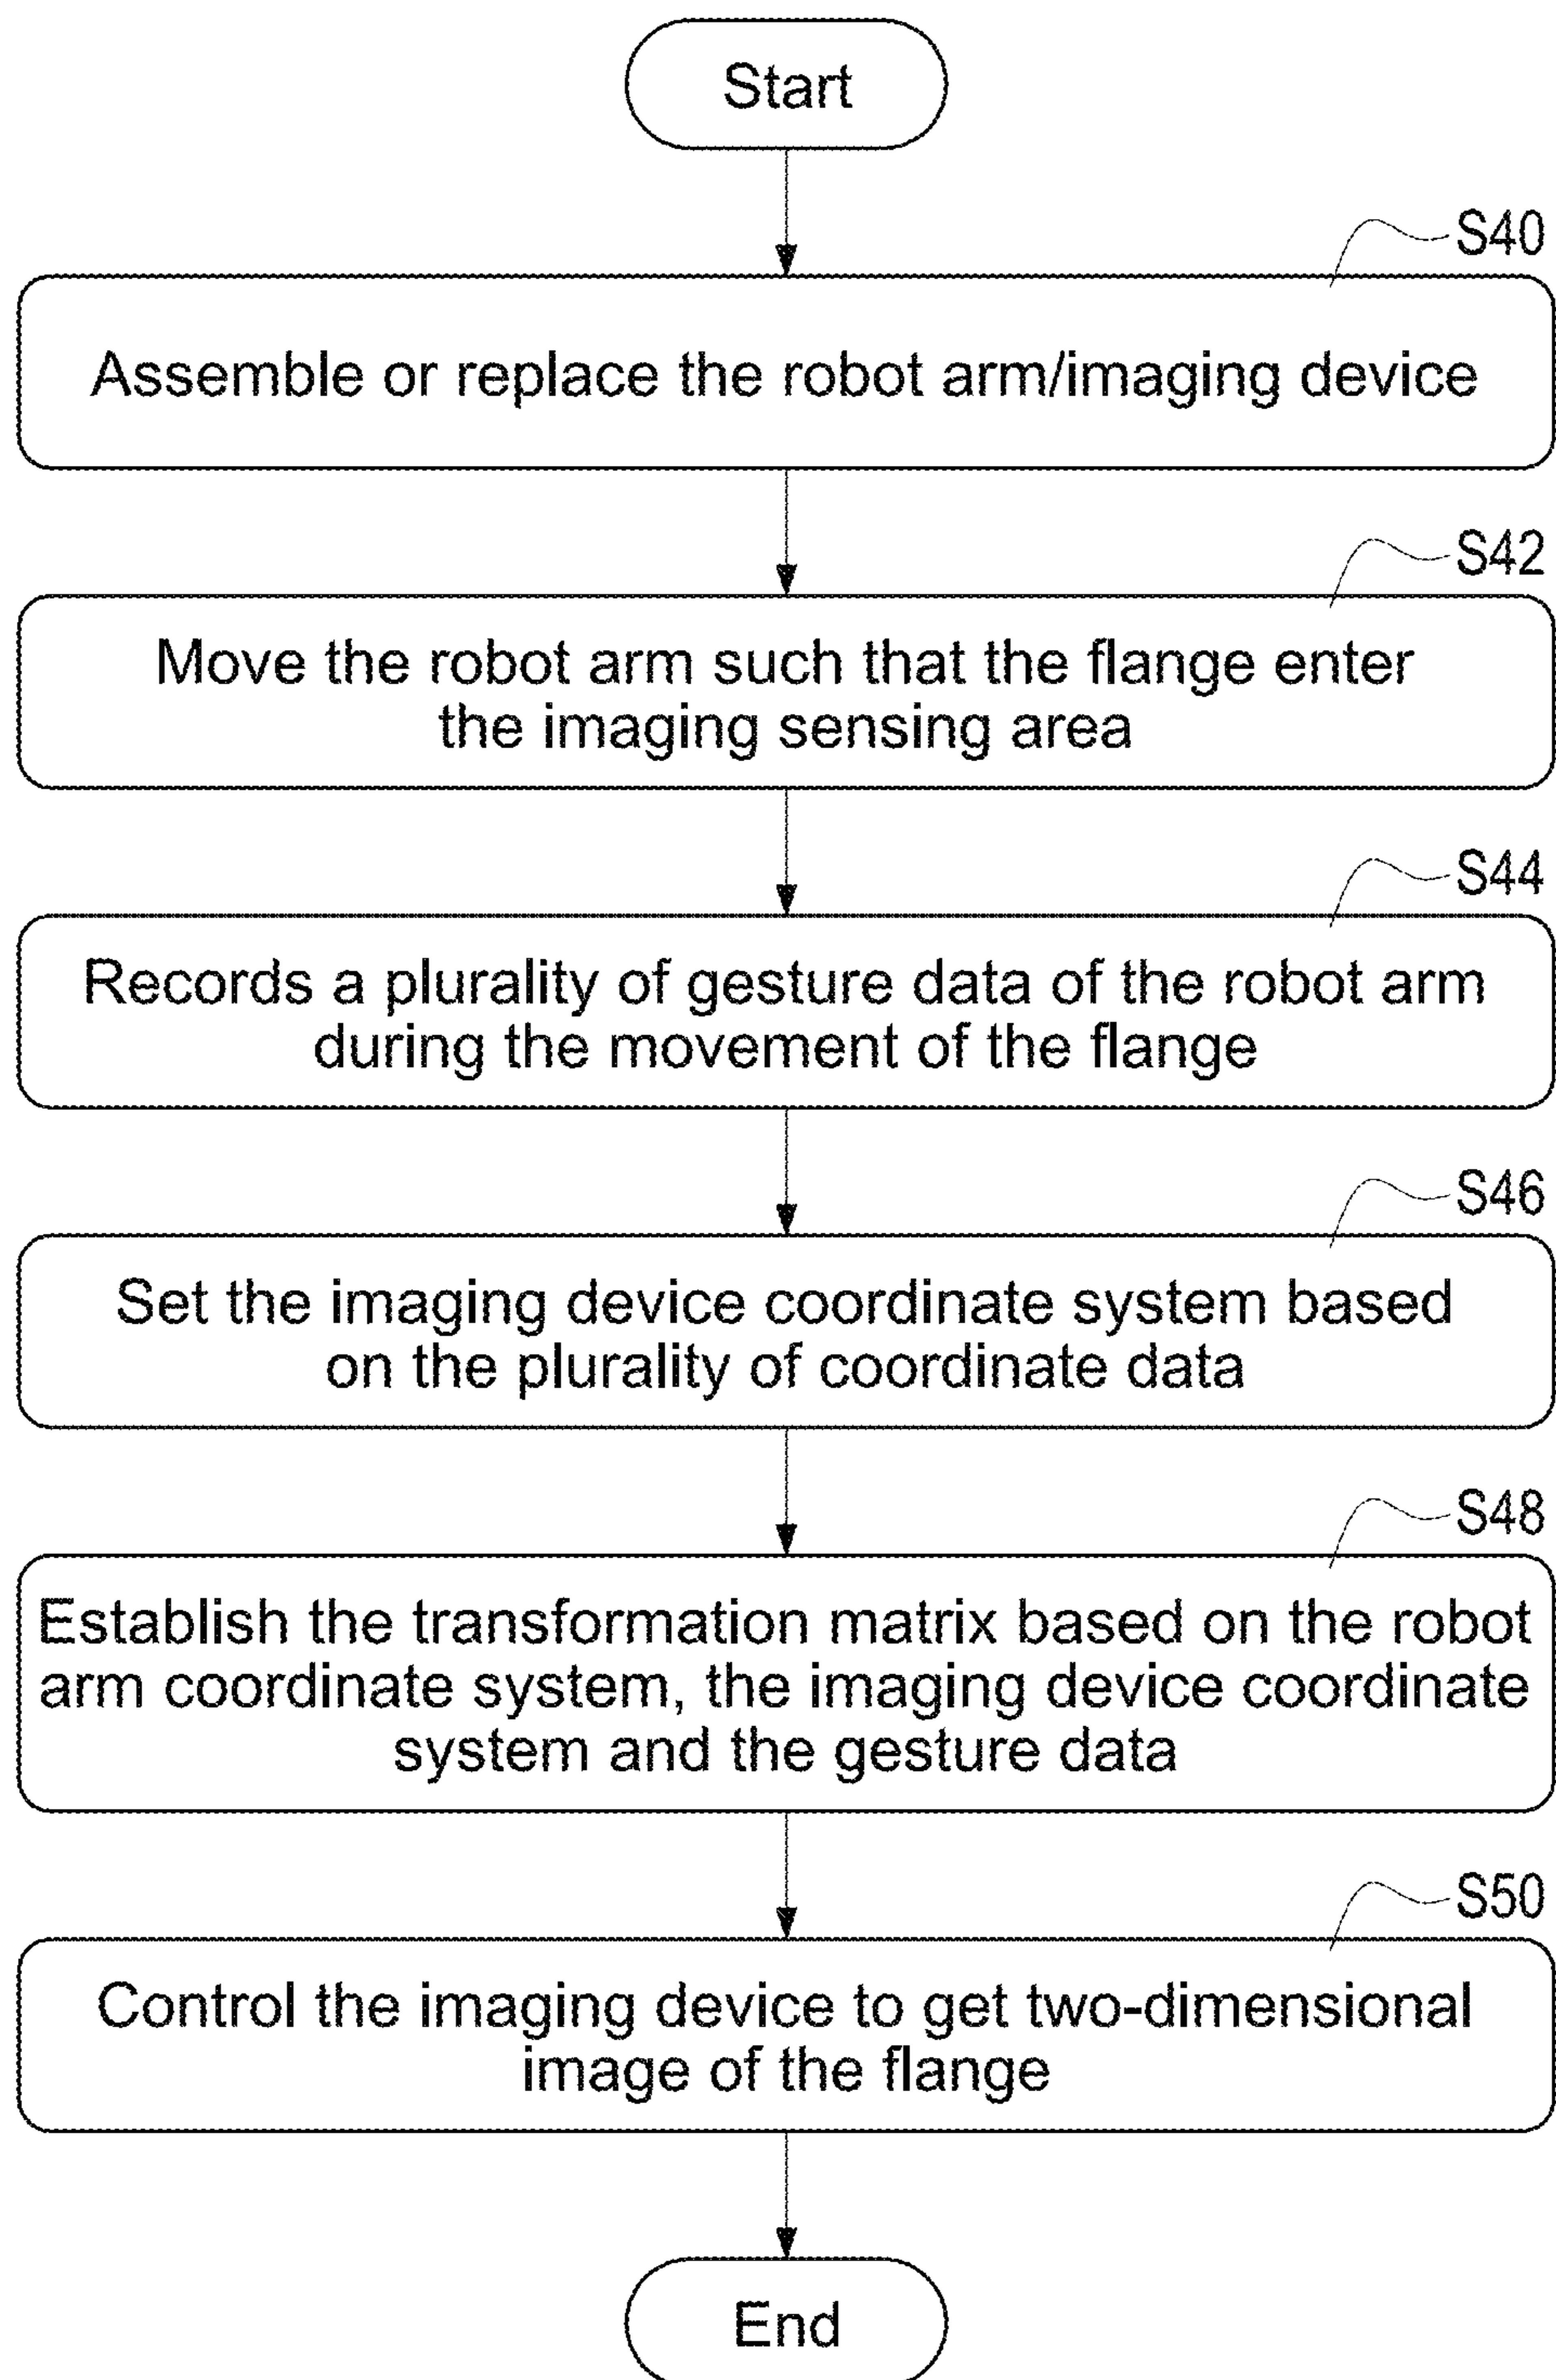 Start
S40
Assemble or replace the robot arm/imaging device
S42
Move the robot arm such that the flange enter
the imaging sensing area
S44
Records a plurality of gesture data of the robot arm
during the movement of the flange
S46
Set the imaging device coordinate system based
on the plurality of coordinate data
S48
Establish the transformation matrix based on the robot
arm coordinate system, the imaging device coordinate
system and the gesture data
S50
Control the imaging device to get two-dimensional
image of the flange
End